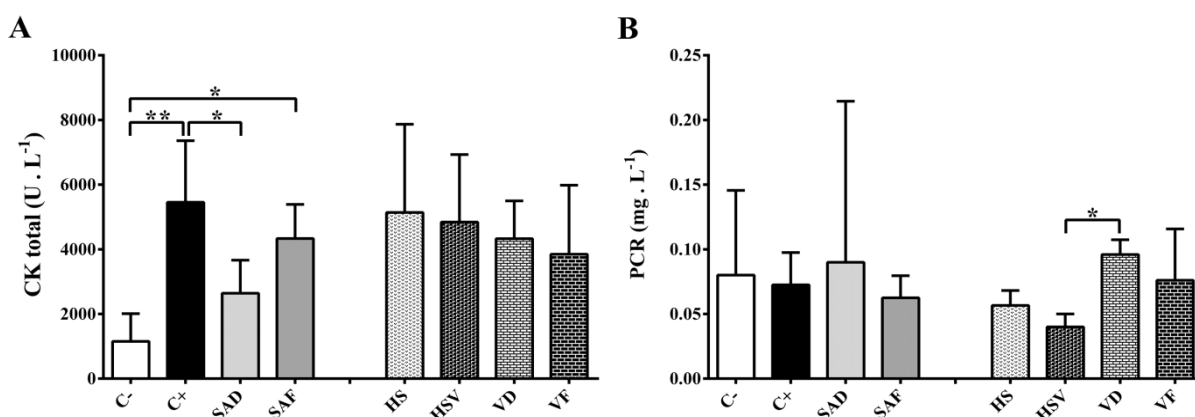 A
CK total (U . L-1)
10000
8000
6000
4000
2000
0
*
** *
C- C+ SAD SAF HS HSV VD VF
B
PCR (mg . L-1)
0.25
0.20
0.15
0.10
0.05
0.00
*
C- C+ SAD SAF HS HSV VD VF